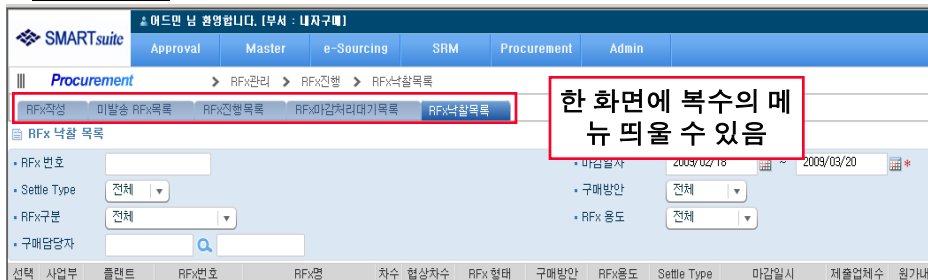 어드민 님 환영합니다. [부서 : 내자구매]
SMARTsuite
Approval Master e-Sourcing SRM Procurement Admin
Procurement > RFx관리 > RFx진행 > RFx낙찰목록
RFx작성 미발송 RFx목록 RFx진행목록 RFx마감처리대기목록 RFx낙찰목록
한 화면에 복수의 메
뉴 띄울 수 있음
RFx 낙찰 목록
RFx 번호 마감일자 2009/02/18 ~ 2009/03/20 *
Settle Type 전체 구매방안 전체
RFx구분 전체 RFx 용도 전체
구매담당자
선택 사업부 플랜트 RFx번호 RFx명 차수 협상차수 RFx 형태 구매방안 RFx용도 Settle Type 마감일시 제출업체수 원가내